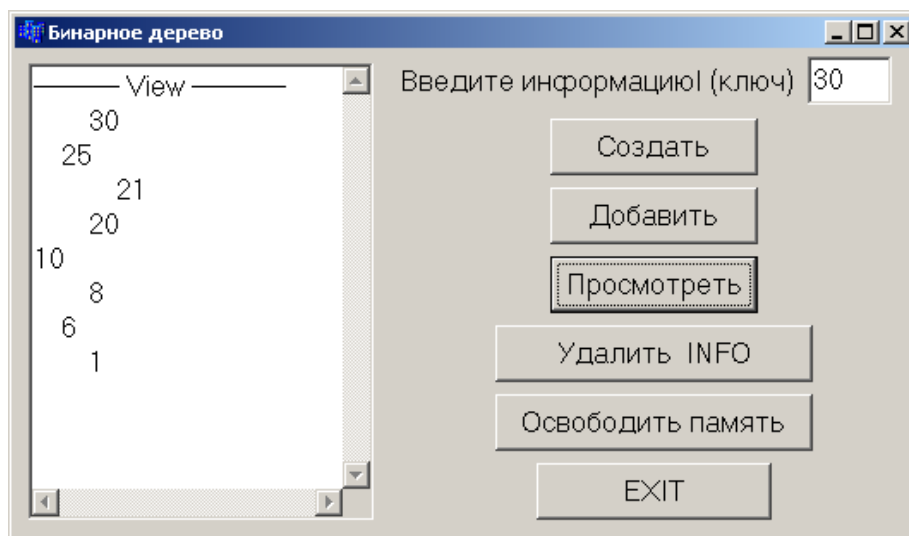 Бинарное дерево
View
30
25
21
20
10
8
6
1
Введите информациюI (ключ) 30
Создать
Добавить
Просмотреть
Удалить INFO
Освободить память
EXIT